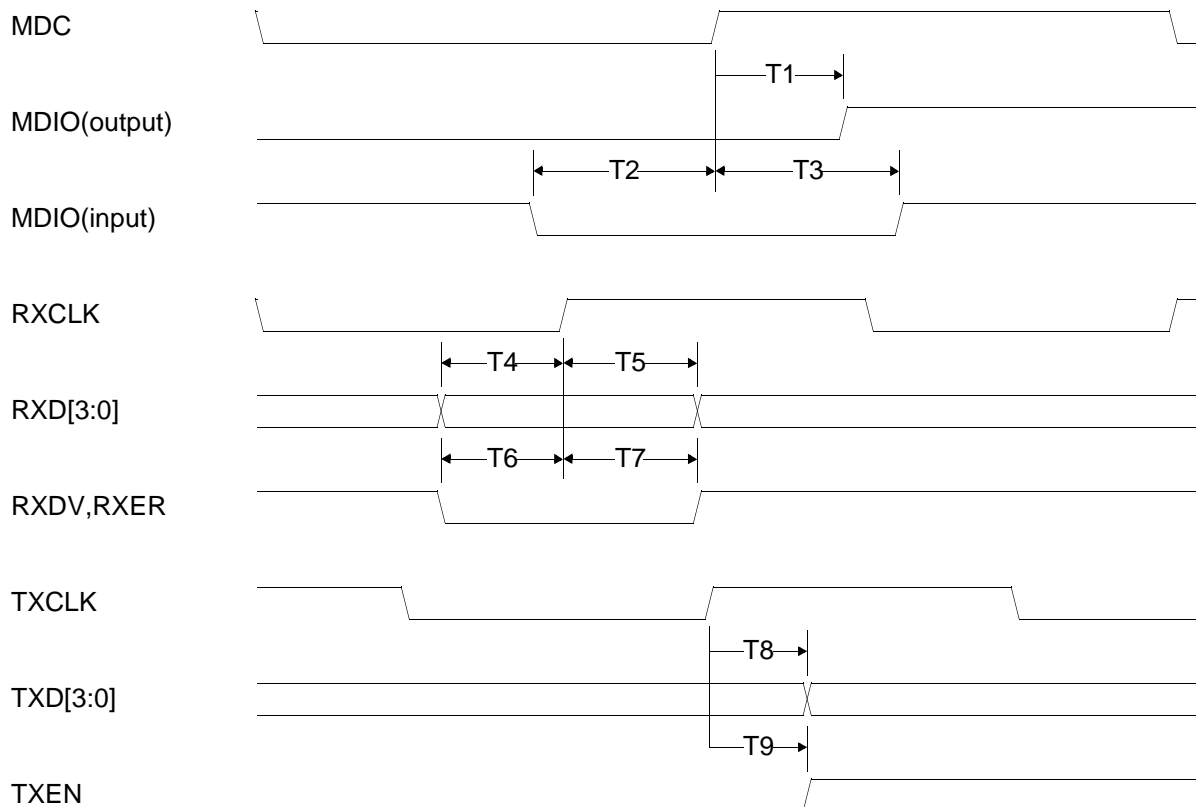 MDC
T1
MDIO(output)
T2 T3
MDIO(input)
RXCLK
T4 T5
RXD[3:0]
T6 T7
RXDV,RXER
TXCLK
T8
TXD[3:0]
T9
TXEN